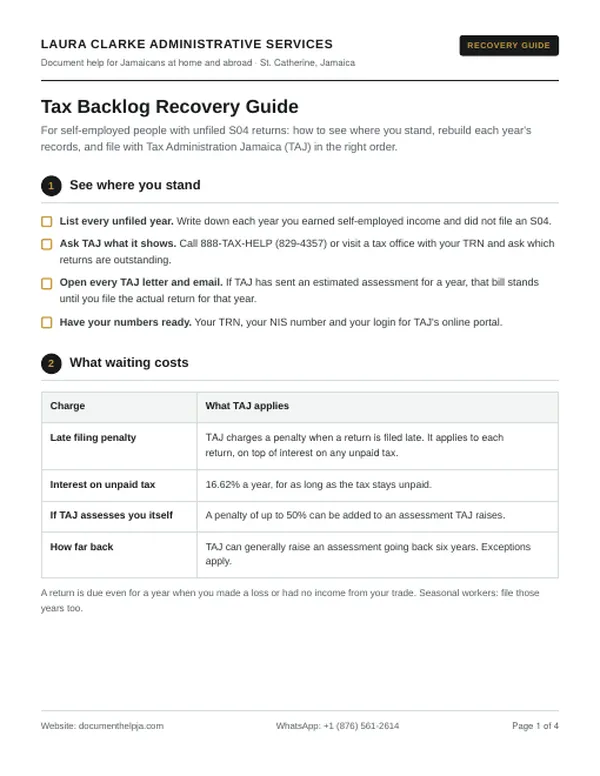 LAURA CLARKE ADMINISTRATIVE SERVICES
RECOVERY GUIDE
Document help for Jamaicans at home and abroad · St. Catherine, Jamaica
Tax Backlog Recovery Guide
For self-employed people with unfiled S04 returns: how to see where you stand, rebuild each year's
records, and file with Tax Administration Jamaica (TAJ) in the right order.
1 See where you stand
List every unfiled year. Write down each year you earned self-employed income and did not file an S04.
Ask TAJ what it shows. Call 888-TAX-HELP (829-4357) or visit a tax office with your TRN and ask which
returns are outstanding.
Open every TAJ letter and email. If TAJ has sent an estimated assessment for a year, that bill stands
until you file the actual return for that year.
Have your numbers ready. Your TRN, your NIS number and your login for TAJ's online portal.
2 What waiting costs
Charge What TAJ applies
Late filing penalty TAJ charges a penalty when a return is filed late. It applies to each
return, on top of interest on any unpaid tax.
Interest on unpaid tax 16.62% a year, for as long as the tax stays unpaid.
If TAJ assesses you itself A penalty of up to 50% can be added to an assessment TAJ raises.
How far back TAJ can generally raise an assessment going back six years. Exceptions
apply.
A return is due even for a year when you made a loss or had no income from your trade. Seasonal workers: file those
years too.
Website: documenthelpja.com WhatsApp: +1 (876) 561-2614 Page 1 of 4